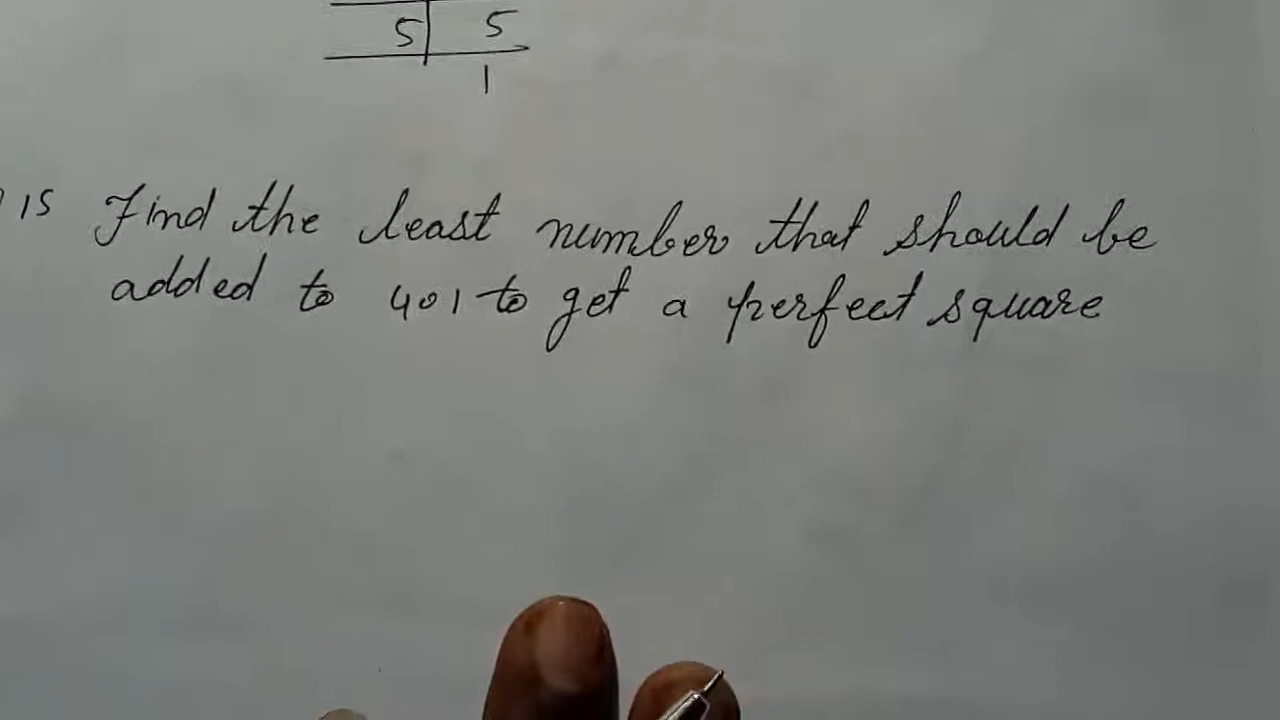 5 5
1
15 Find the least number that should be
added to 401 to get a perfect square